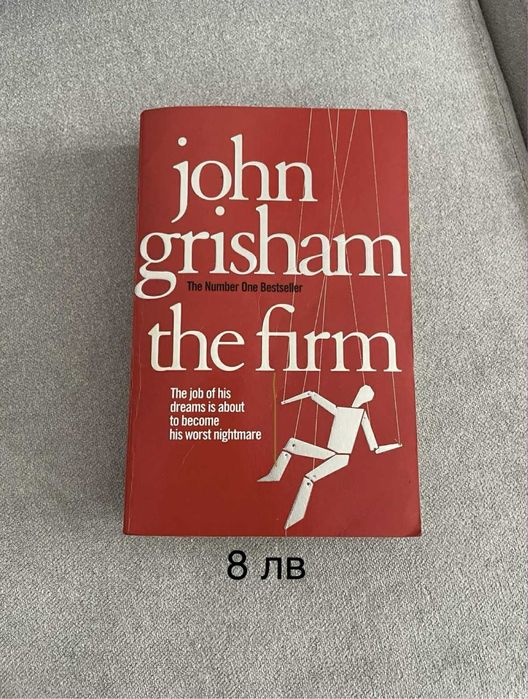 john
grisham
The Number One Bestseller
the firm
The job of his
dreams is about
to become
his worst nightmare
8 лв